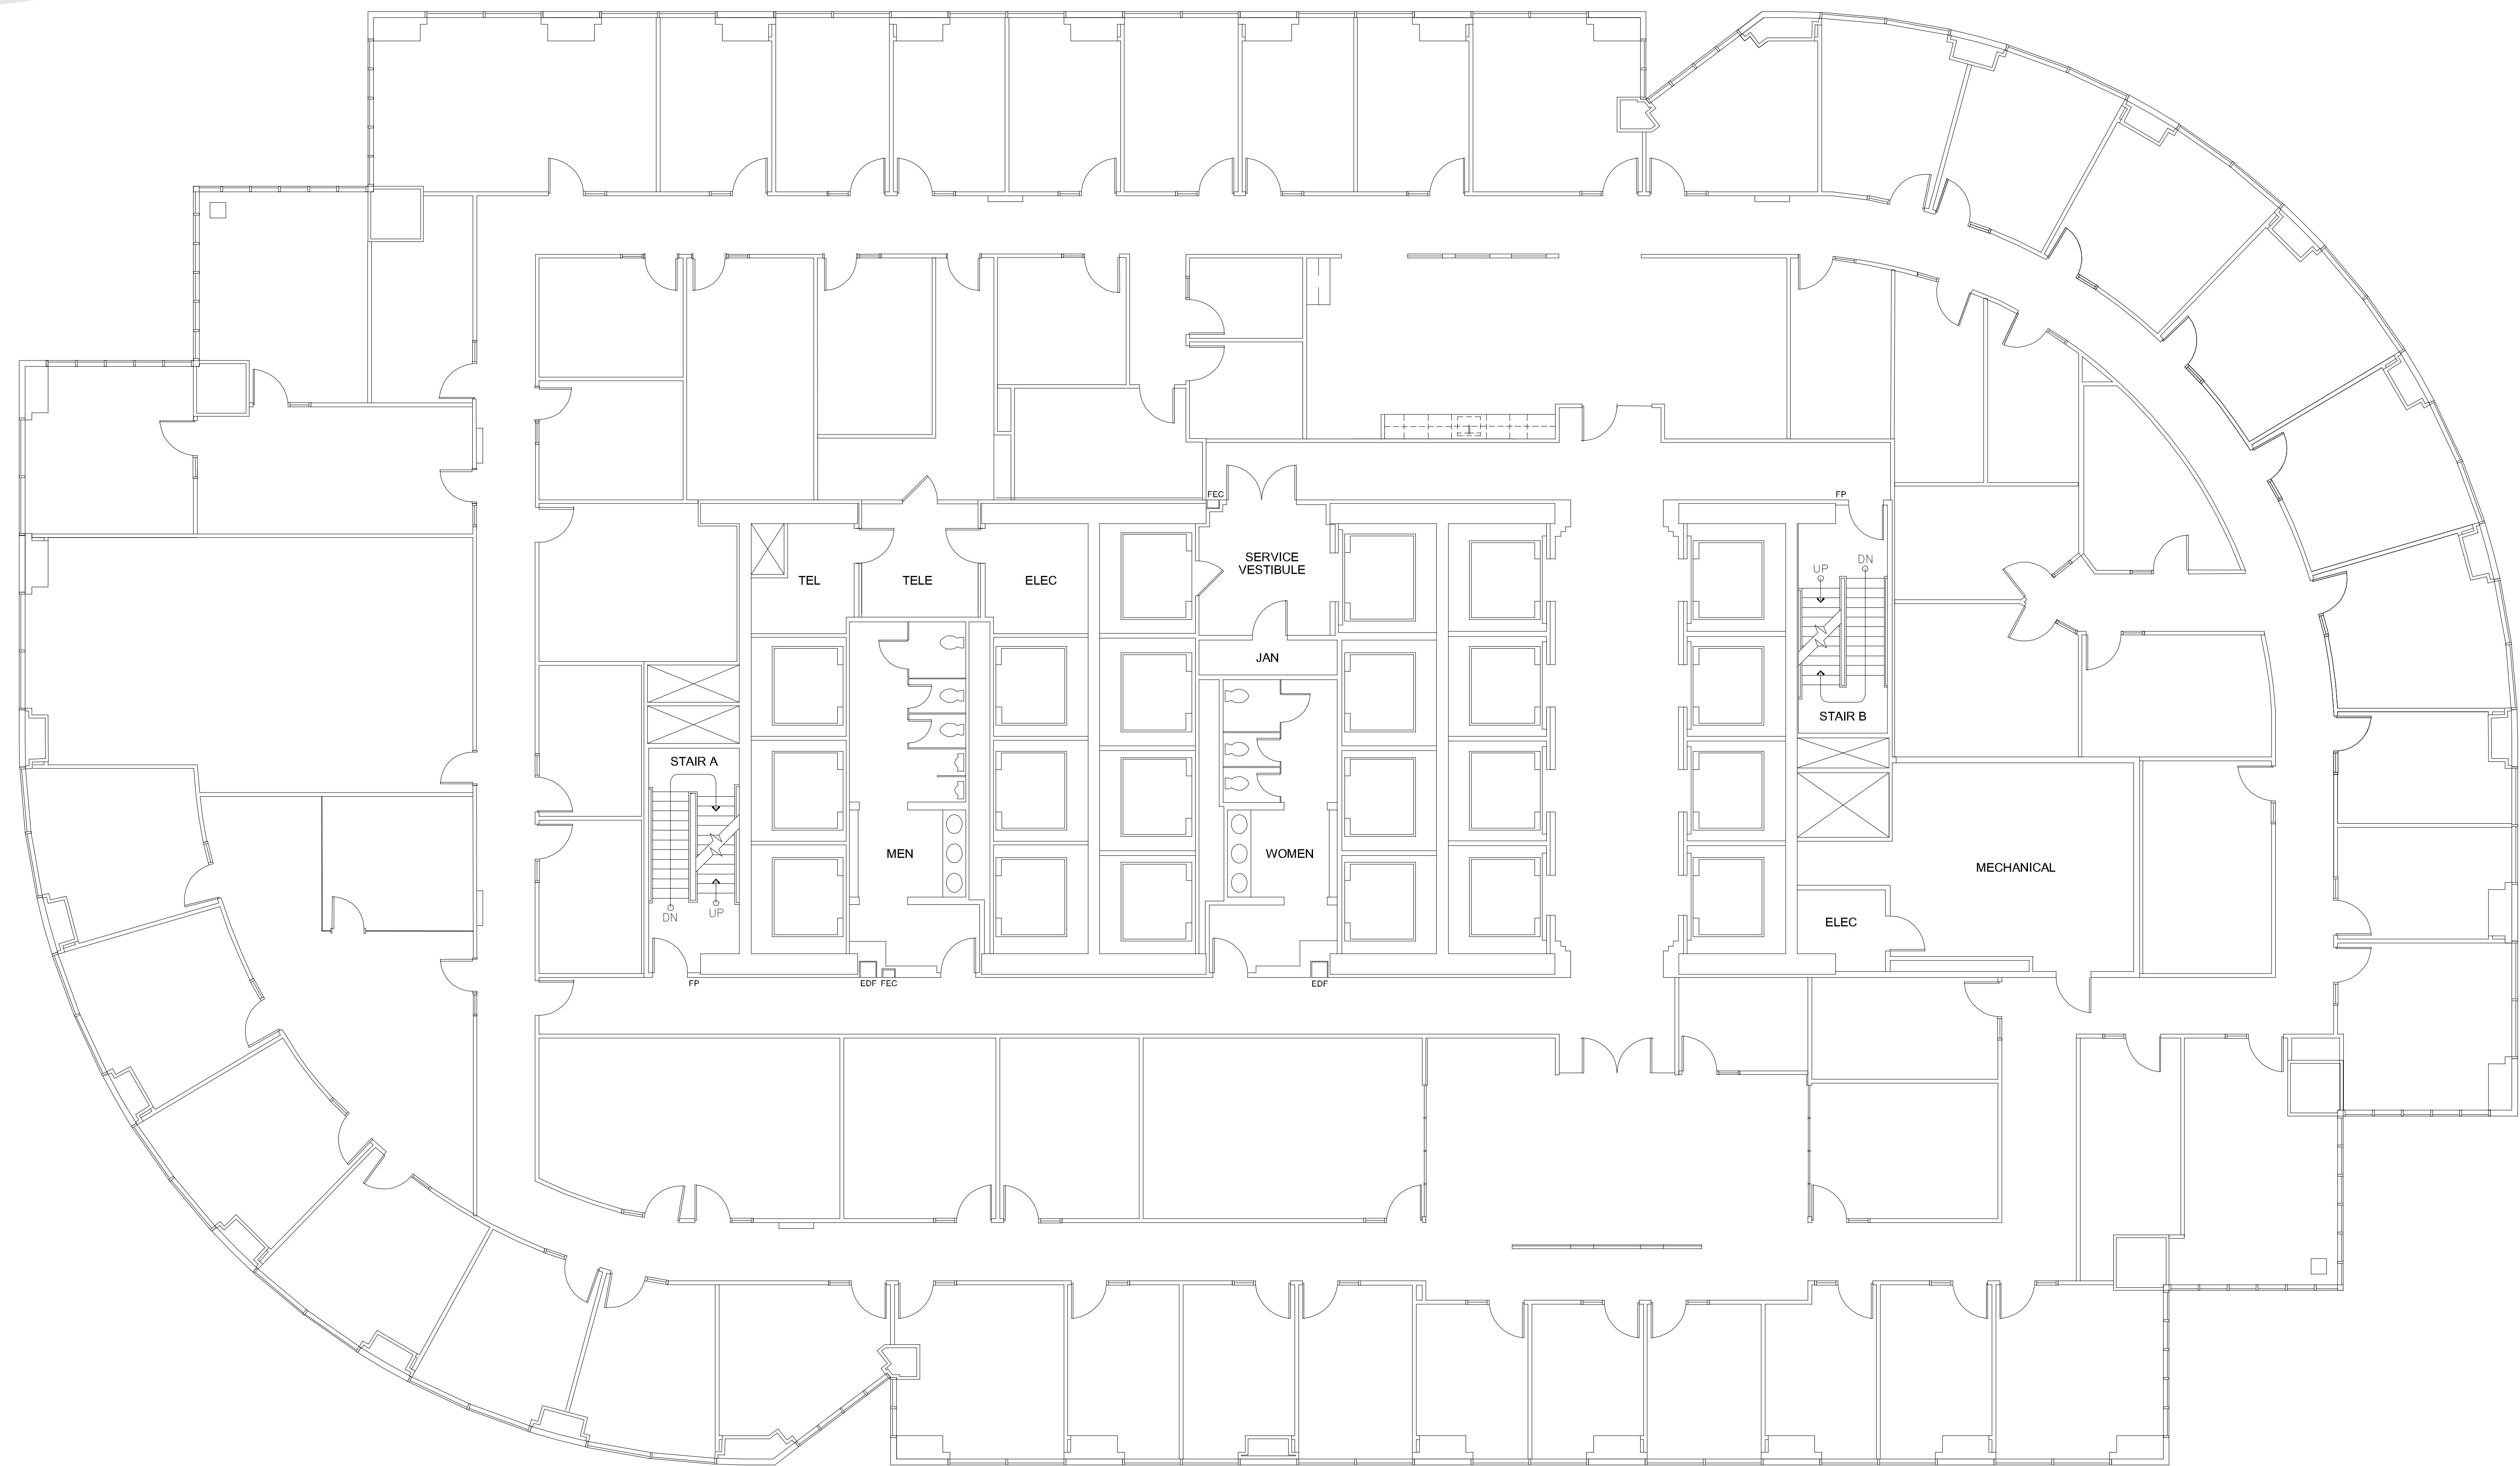 FEC
FP
SERVICE
VESTIBULE
TEL
TELE
ELEC
DN
UP
JAN
STAIR B
STAIR A
MEN
WOMEN
MECHANICAL
DN
UP
ELEC
FP
EDF
FEC
EDF